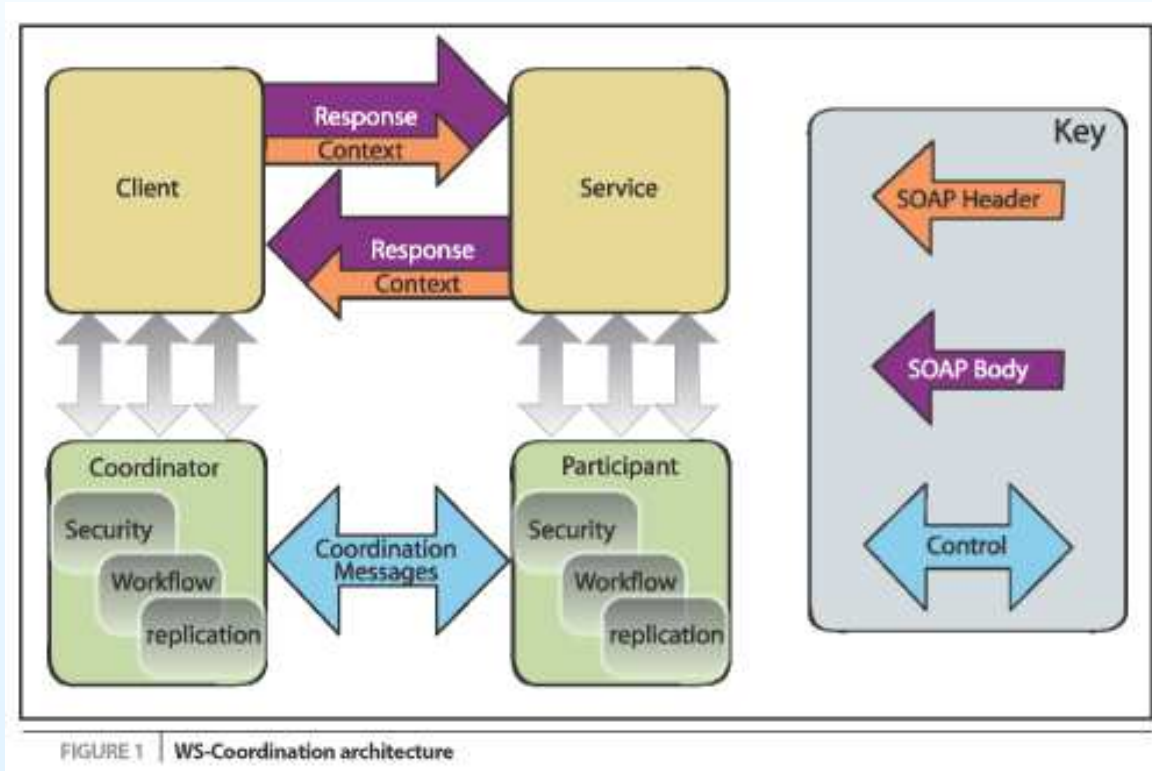 Response
Context
Client
Service
Response
Context
Key
SOAP Header
SOAP Body
Control
Coordinator
Security
Workflow
replication
Coordination
Messages
Participant
Security
Workflow
replication
FIGURE 1 WS-Coordination architecture